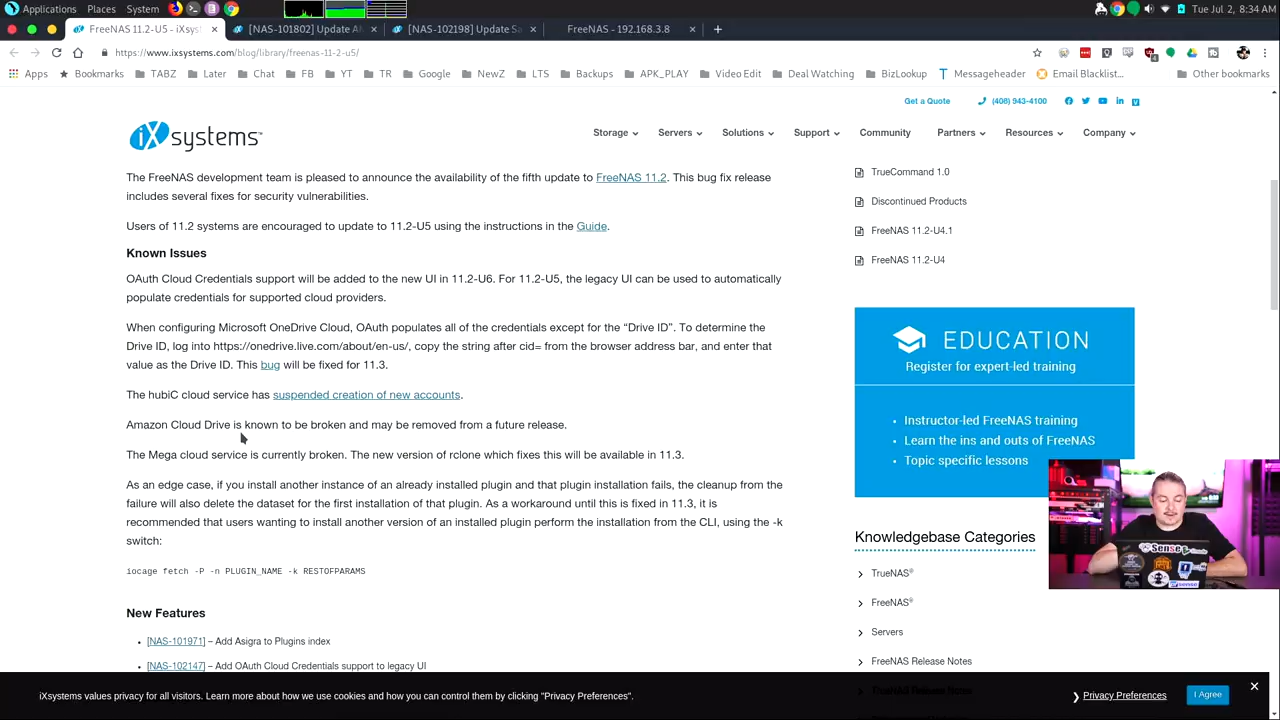 Applications Places System
Tue Jul 2, 8:34 AM
FreeNAS 11.2-U5 - iXsyst
[NAS-101802] Update A
[NAS-102198] Update Sa
FreeNAS - 192.168.3.8
https://www.ixsystems.com/blog/library/freenas-11-2-u5/
Apps Bookmarks TABZ Later Chat FB YT TR Google NewZ LTS Backups APK_PLAY Video Edit Deal Watching BizLookup Messageheader Email Blacklist... Other bookmarks
Get a Quote (408) 943-4100
iXsystems
Storage Servers Solutions Support Community Partners Resources Company
The FreeNAS development team is pleased to announce the availability of the fifth update to FreeNAS 11.2. This bug fix release
includes several fixes for security vulnerabilities.
Users of 11.2 systems are encouraged to update to 11.2-U5 using the instructions in the Guide.
Known Issues
OAuth Cloud Credentials support will be added to the new UI in 11.2-U6. For 11.2-U5, the legacy UI can be used to automatically
populate credentials for supported cloud providers.
When configuring Microsoft OneDrive Cloud, OAuth populates all of the credentials except for the “Drive ID”. To determine the
Drive ID, log into https://onedrive.live.com/about/en-us/, copy the string after cid= from the browser address bar, and enter that
value as the Drive ID. This bug will be fixed for 11.3.
The hubiC cloud service has suspended creation of new accounts.
Amazon Cloud Drive is known to be broken and may be removed from a future release.
The Mega cloud service is currently broken. The new version of rclone which fixes this will be available in 11.3.
As an edge case, if you install another instance of an already installed plugin and that plugin installation fails, the cleanup from the
failure will also delete the dataset for the first installation of that plugin. As a workaround until this is fixed in 11.3, it is
recommended that users wanting to install another version of an installed plugin perform the installation from the CLI, using the -k
switch:
iocage fetch -P -n PLUGIN_NAME -k RESTOFPARAMS
New Features
[NAS-101971] – Add Asigra to Plugins index
[NAS-102147] – Add OAuth Cloud Credentials support to legacy UI
TrueCommand 1.0
Discontinued Products
FreeNAS 11.2-U4.1
FreeNAS 11.2-U4
EDUCATION
Register for expert-led training
Instructor-led FreeNAS training
Learn the ins and outs of FreeNAS
Topic specific lessons
Knowledgebase Categories
TrueNAS®
FreeNAS®
Servers
FreeNAS Release Notes
TrueNAS Release Notes
iXsystems values privacy for all visitors. Learn more about how we use cookies and how you can control them by clicking "Privacy Preferences".
Privacy Preferences
I Agree